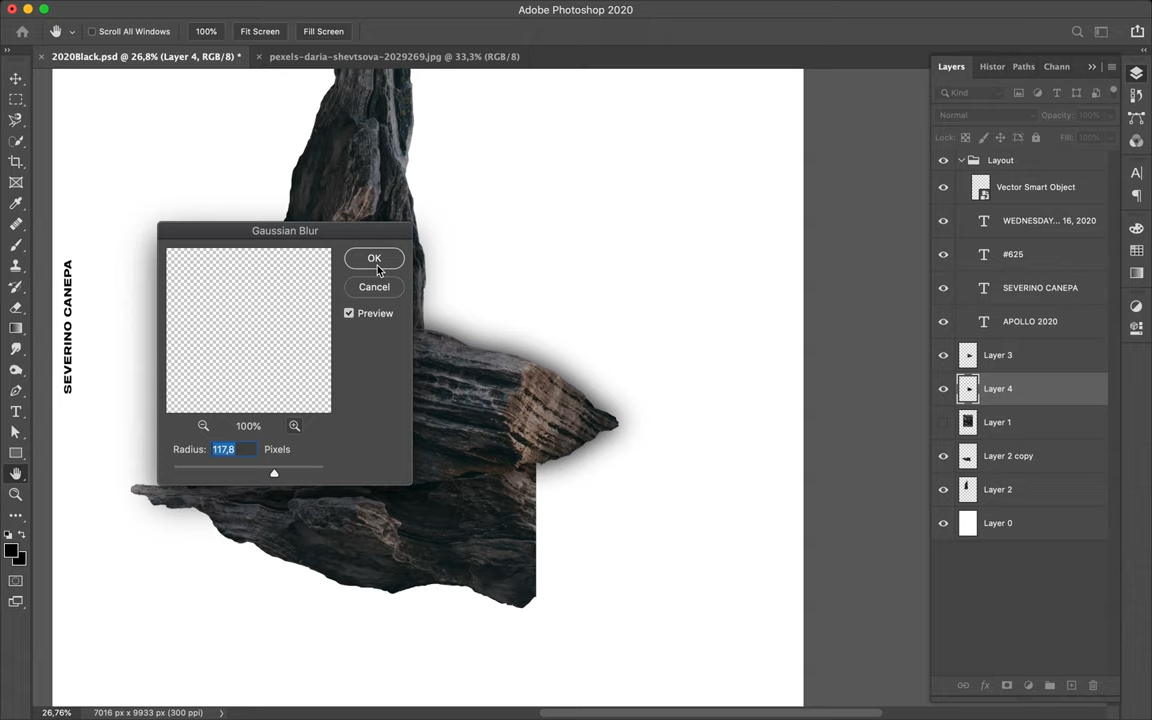 Adobe Photoshop 2020
Scroll All Windows
100%
Fit Screen
Fill Screen
2020Black.psd @ 26,8% (Layer 4, RGB/8) *
pexels-daria-shevtsova-2029269.jpg @ 33,3% (RGB/8)
Layers
Histor
Paths
Chann
Kind
Normal
Opacity: 100%
Lock:
Fill: 100%
Layout
Vector Smart Object
WEDNESDAY... 16, 2020
#625
SEVERINO CANEPA
APOLLO 2020
Layer 3
Layer 4
Layer 1
Layer 2 copy
Layer 2
Layer 0
SEVERINO CANEPA
Gaussian Blur
OK
Cancel
Preview
100%
Radius: 117,8 Pixels
26,76%
7016 px x 9933 px (300 ppi)